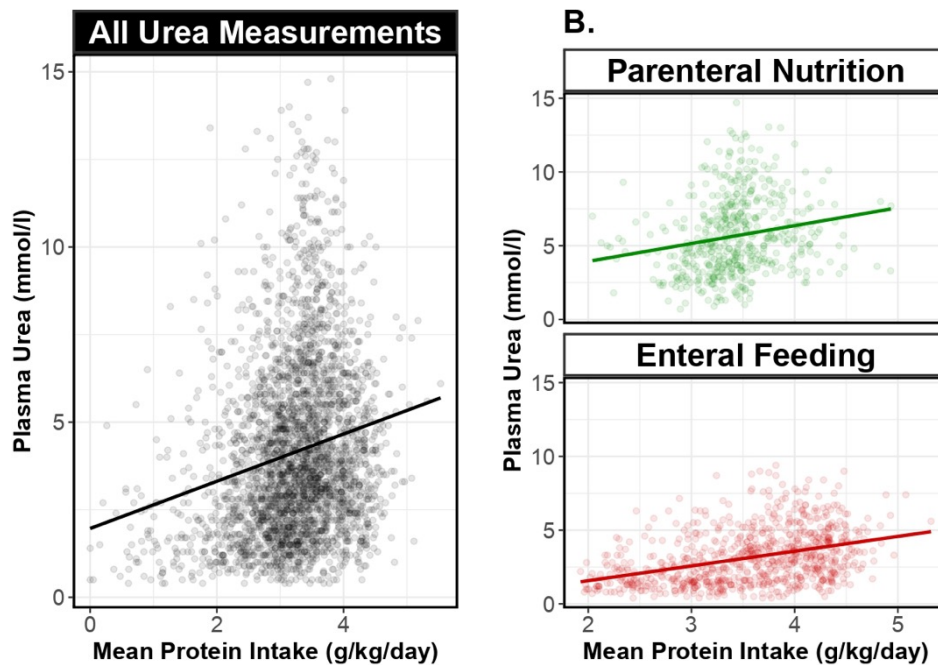 All Urea Measurements
15
10
5
0
Plasma Urea (mmol/l)
0 2 4
Mean Protein Intake (g/kg/day)
B.
Parenteral Nutrition
15
10
5
0
Enteral Feeding
15
10
5
0
Plasma Urea (mmol/l)
2 3 4 5
Mean Protein Intake (g/kg/day)